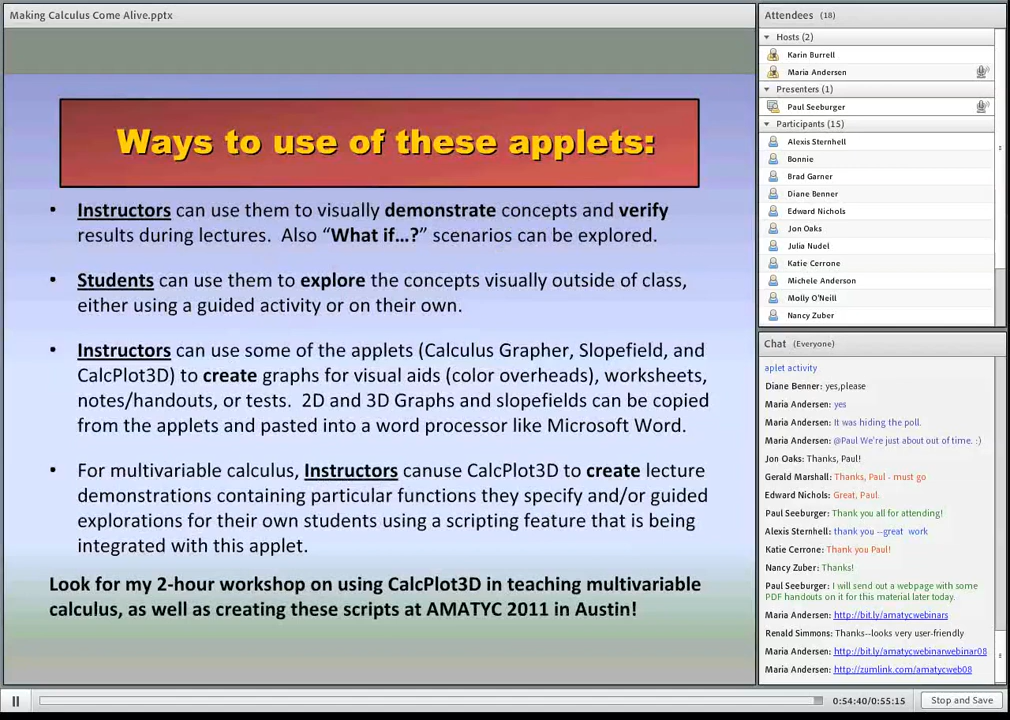 Making Calculus Come Alive.pptx
Ways to use of these applets:
• Instructors can use them to visually demonstrate concepts and verify
results during lectures. Also “What if...?” scenarios can be explored.
• Students can use them to explore the concepts visually outside of class,
either using a guided activity or on their own.
• Instructors can use some of the applets (Calculus Grapher, Slopefield, and
CalcPlot3D) to create graphs for visual aids (color overheads), worksheets,
notes/handouts, or tests. 2D and 3D Graphs and slopefields can be copied
from the applets and pasted into a word processor like Microsoft Word.
• For multivariable calculus, Instructors canuse CalcPlot3D to create lecture
demonstrations containing particular functions they specify and/or guided
explorations for their own students using a scripting feature that is being
integrated with this applet.
Look for my 2-hour workshop on using CalcPlot3D in teaching multivariable
calculus, as well as creating these scripts at AMATYC 2011 in Austin!
Attendees (18)
Hosts (2)
Karin Burrell
Maria Andersen
Presenters (1)
Paul Seeburger
Participants (15)
Alexis Sternhell
Bonnie
Brad Garner
Diane Benner
Edward Nichols
Jon Oaks
Julia Nudel
Katie Cerrone
Michele Anderson
Molly O'Neill
Nancy Zuber
Chat (Everyone)
aplet activity
Diane Benner: yes,please
Maria Andersen: yes
Maria Andersen: It was hiding the poll.
Maria Andersen: @Paul We're just about out of time. :)
Jon Oaks: Thanks, Paul!
Gerald Marshall: Thanks, Paul - must go
Edward Nichols: Great, Paul.
Paul Seeburger: Thank you all for attending!
Alexis Sternhell: thank you --great work
Katie Cerrone: Thank you Paul!
Nancy Zuber: Thanks!
Paul Seeburger: I will send out a webpage with some
PDF handouts on it for this material later today.
Maria Andersen: http://bit.ly/amatycwebinars
Renald Simmons: Thanks--looks very user-friendly
Maria Andersen: http://bit.ly/amatycwebinarwebinar08
Maria Andersen: http://zumlink.com/amatycweb08
0:54:40/0:55:15
Stop and Save